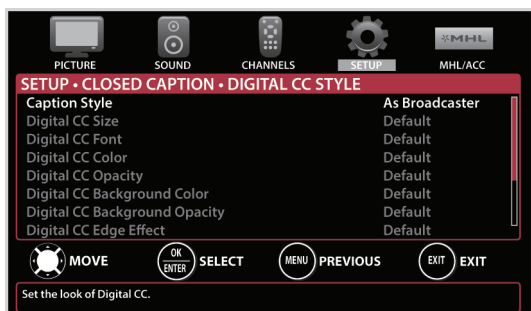 PICTURE SOUND CHANNELS SETUP MHL MHL/ACC
SETUP • CLOSED CAPTION • DIGITAL CC STYLE
Caption Style As Broadcaster
Digital CC Size Default
Digital CC Font Default
Digital CC Color Default
Digital CC Opacity Default
Digital CC Background Color Default
Digital CC Background Opacity Default
Digital CC Edge Effect Default
MOVE OK ENTER SELECT MENU PREVIOUS EXIT EXIT
Set the look of Digital CC.